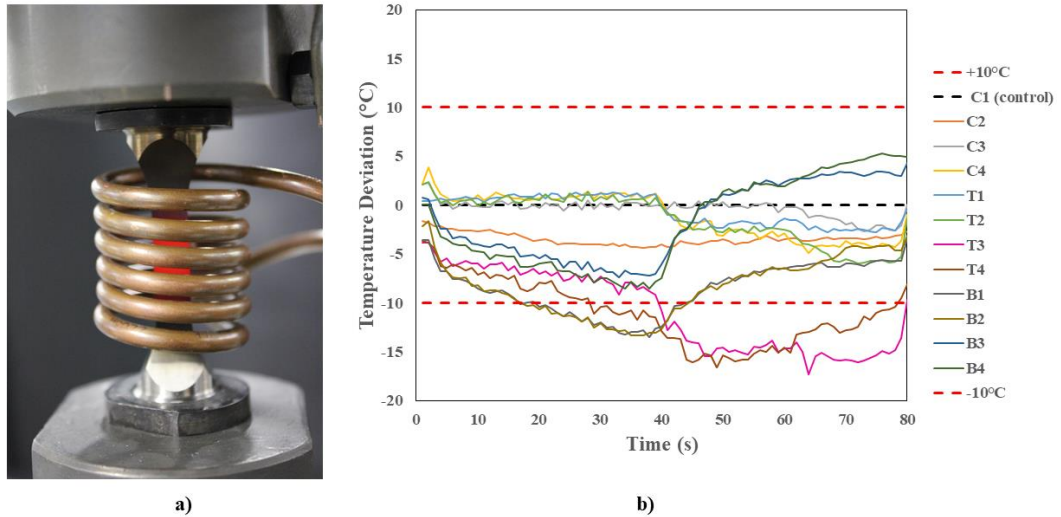 20
15
10
5
0
-5
-10
-15
-20
Temperature Deviation (°C)
0 10 20 30 40 50 60 70 80
Time (s)
+10°C
C1 (control)
C2
C3
C4
T1
T2
T3
T4
B1
B2
B3
B4
-10°C
a) b)